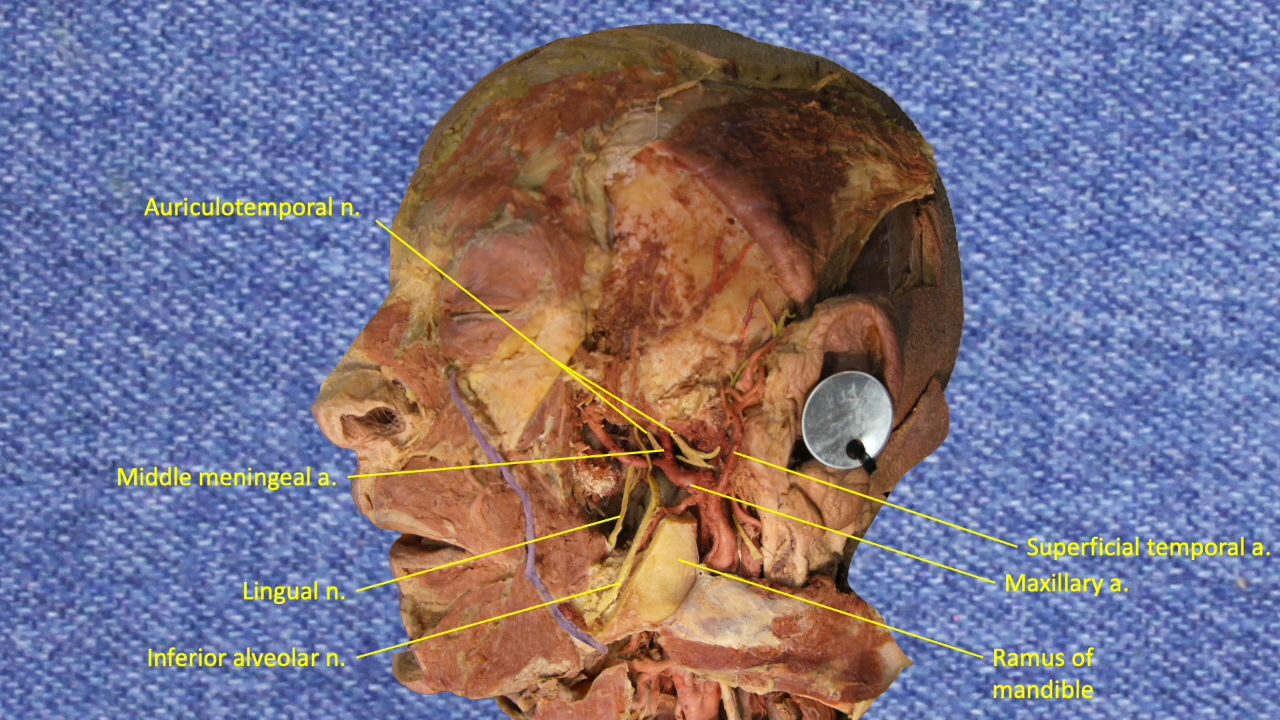 Auriculotemporal n.
Middle meningeal a.
Lingual n.
Inferior alveolar n.
Superficial temporal a.
Maxillary a.
Ramus of
mandible